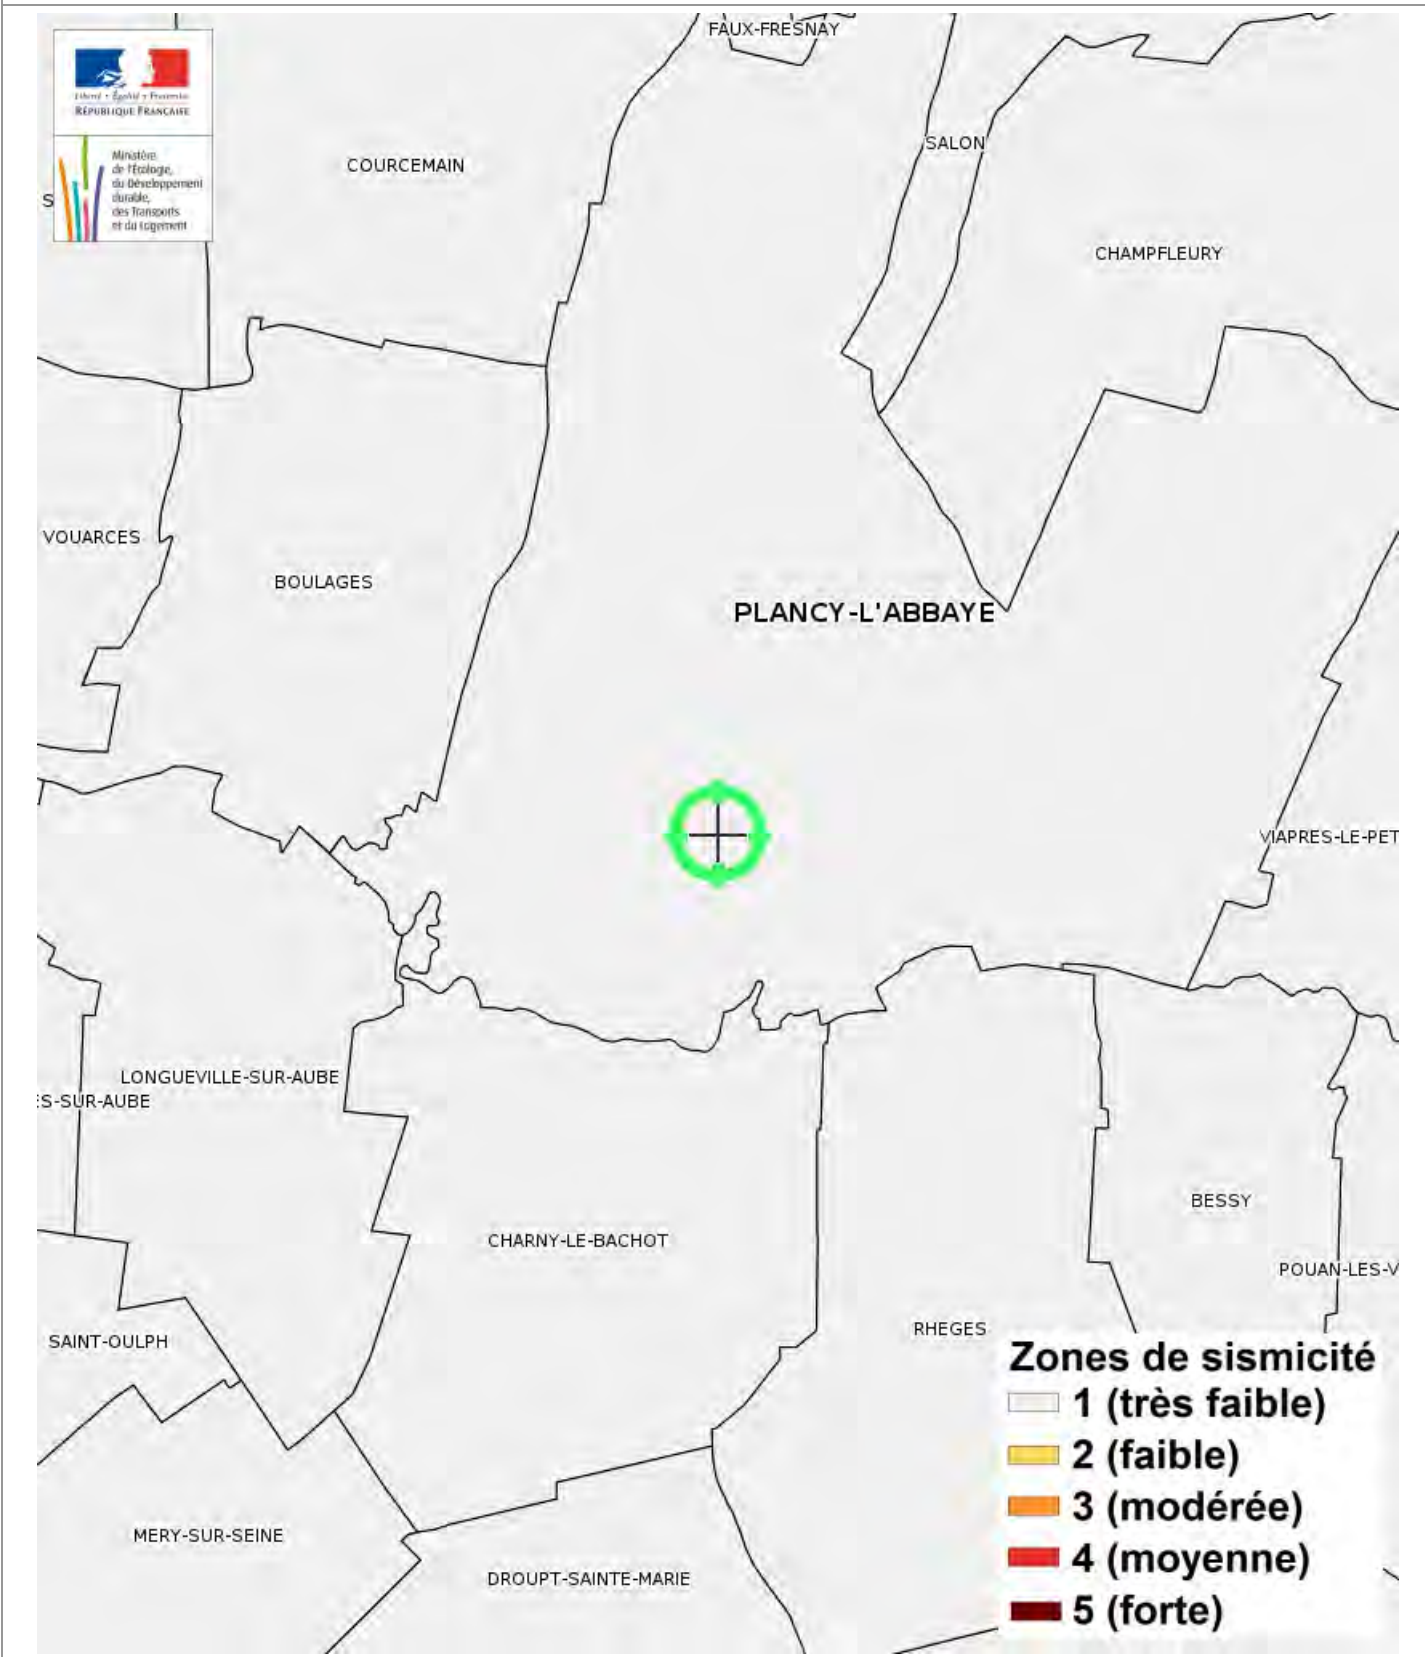 FAUX-FRESNAY
Liberté • Égalité • Fraternité
RÉPUBLIQUE FRANÇAISE
Ministère
de l'Écologie,
du Développement
durable,
des Transports
et du Logement
S
COURCEMAIN
SALON
CHAMPFLEURY
VOUARCES
BOULAGES
PLANCY-L'ABBAYE
VIAPRES-LE-PET
LONGUEVILLE-SUR-AUBE
ES-SUR-AUBE
BESSY
CHARNY-LE-BACHOT
POUAN-LES-V
RHEGES
SAINT-OULPH
Zones de sismicité
1 (très faible)
2 (faible)
3 (modérée)
4 (moyenne)
5 (forte)
MERY-SUR-SEINE
DROUPT-SAINTE-MARIE